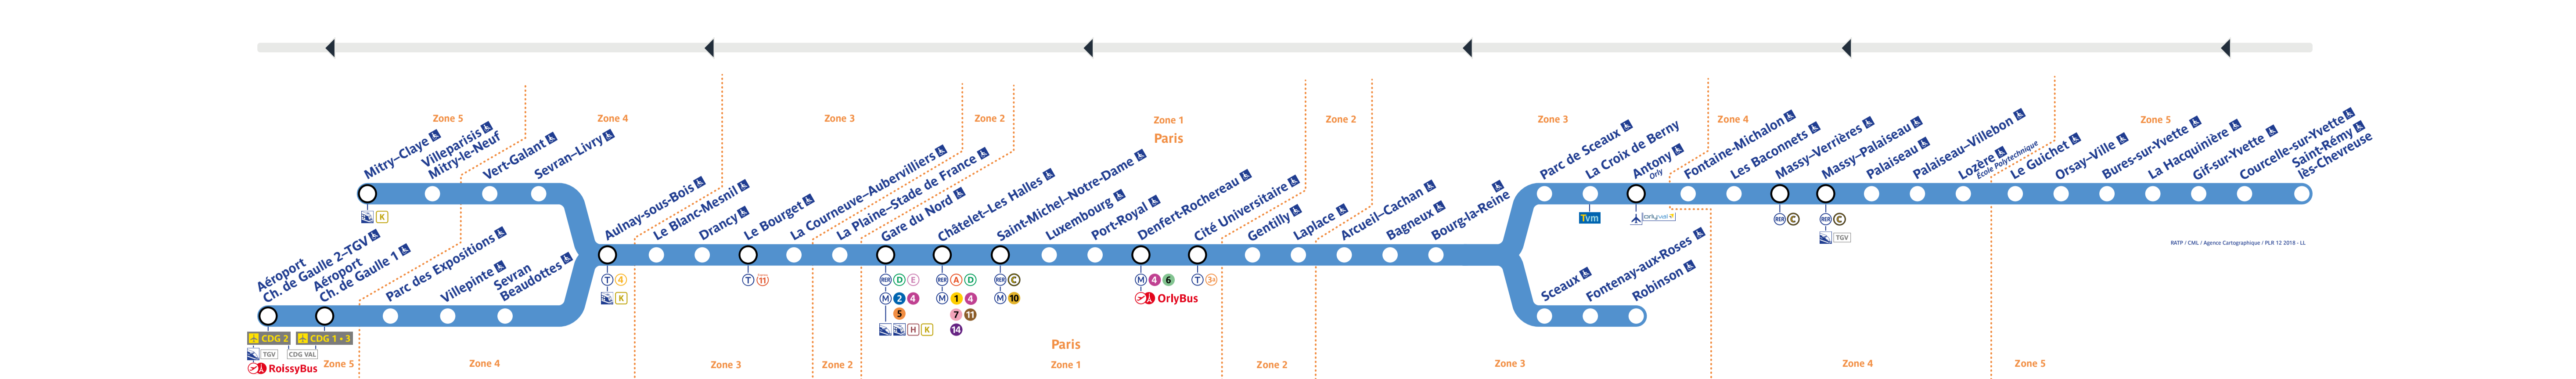 Zone 5
Zone 4
Zone 3
Zone 2
Zone 1
Paris
Zone 2
Zone 3
Zone 4
Zone 5
Mitry–Claye
Villeparisis
Mitry-le-Neuf
Vert-Galant
Sevran–Livry
K
Aéroport
Ch. de Gaulle 2–TGV
Aéroport
Ch. de Gaulle 1
Parc des Expositions
Villepinte
Sevran
Beaudottes
CDG 2
CDG 1 • 3
TGV
CDG VAL
RoissyBus
Aulnay-sous-Bois
T 4
K
Le Blanc-Mesnil
Drancy
Le Bourget
T 11
La Courneuve–Aubervilliers
La Plaine–Stade de France
Gare du Nord
RER D E
M 2 4
5
H K
Châtelet–Les Halles
RER A D
M 1 4
7 11
14
Saint-Michel–Notre-Dame
RER C
M 10
Luxembourg
Port-Royal
Denfert-Rochereau
M 4 6
OrlyBus
Cité Universitaire
T 3a
Gentilly
Laplace
Arcueil–Cachan
Bagneux
Bourg-la-Reine
Parc de Sceaux
La Croix de Berny
Tvm
Antony
Orly
orlyval
Fontaine-Michalon
Les Baconnets
Massy–Verrières
RER C
Massy–Palaiseau
RER C
TGV
Palaiseau
Palaiseau–Villebon
Lozère
École Polytechnique
Le Guichet
Orsay–Ville
Bures-sur-Yvette
La Hacquinière
Gif-sur-Yvette
Courcelle-sur-Yvette
Saint-Rémy
lès-Chevreuse
Sceaux
Fontenay-aux-Roses
Robinson
RATP / CML / Agence Cartographique / PLR 12 2018 - LL
Zone 5
Zone 4
Zone 3
Zone 2
Paris
Zone 1
Zone 2
Zone 3
Zone 4
Zone 5